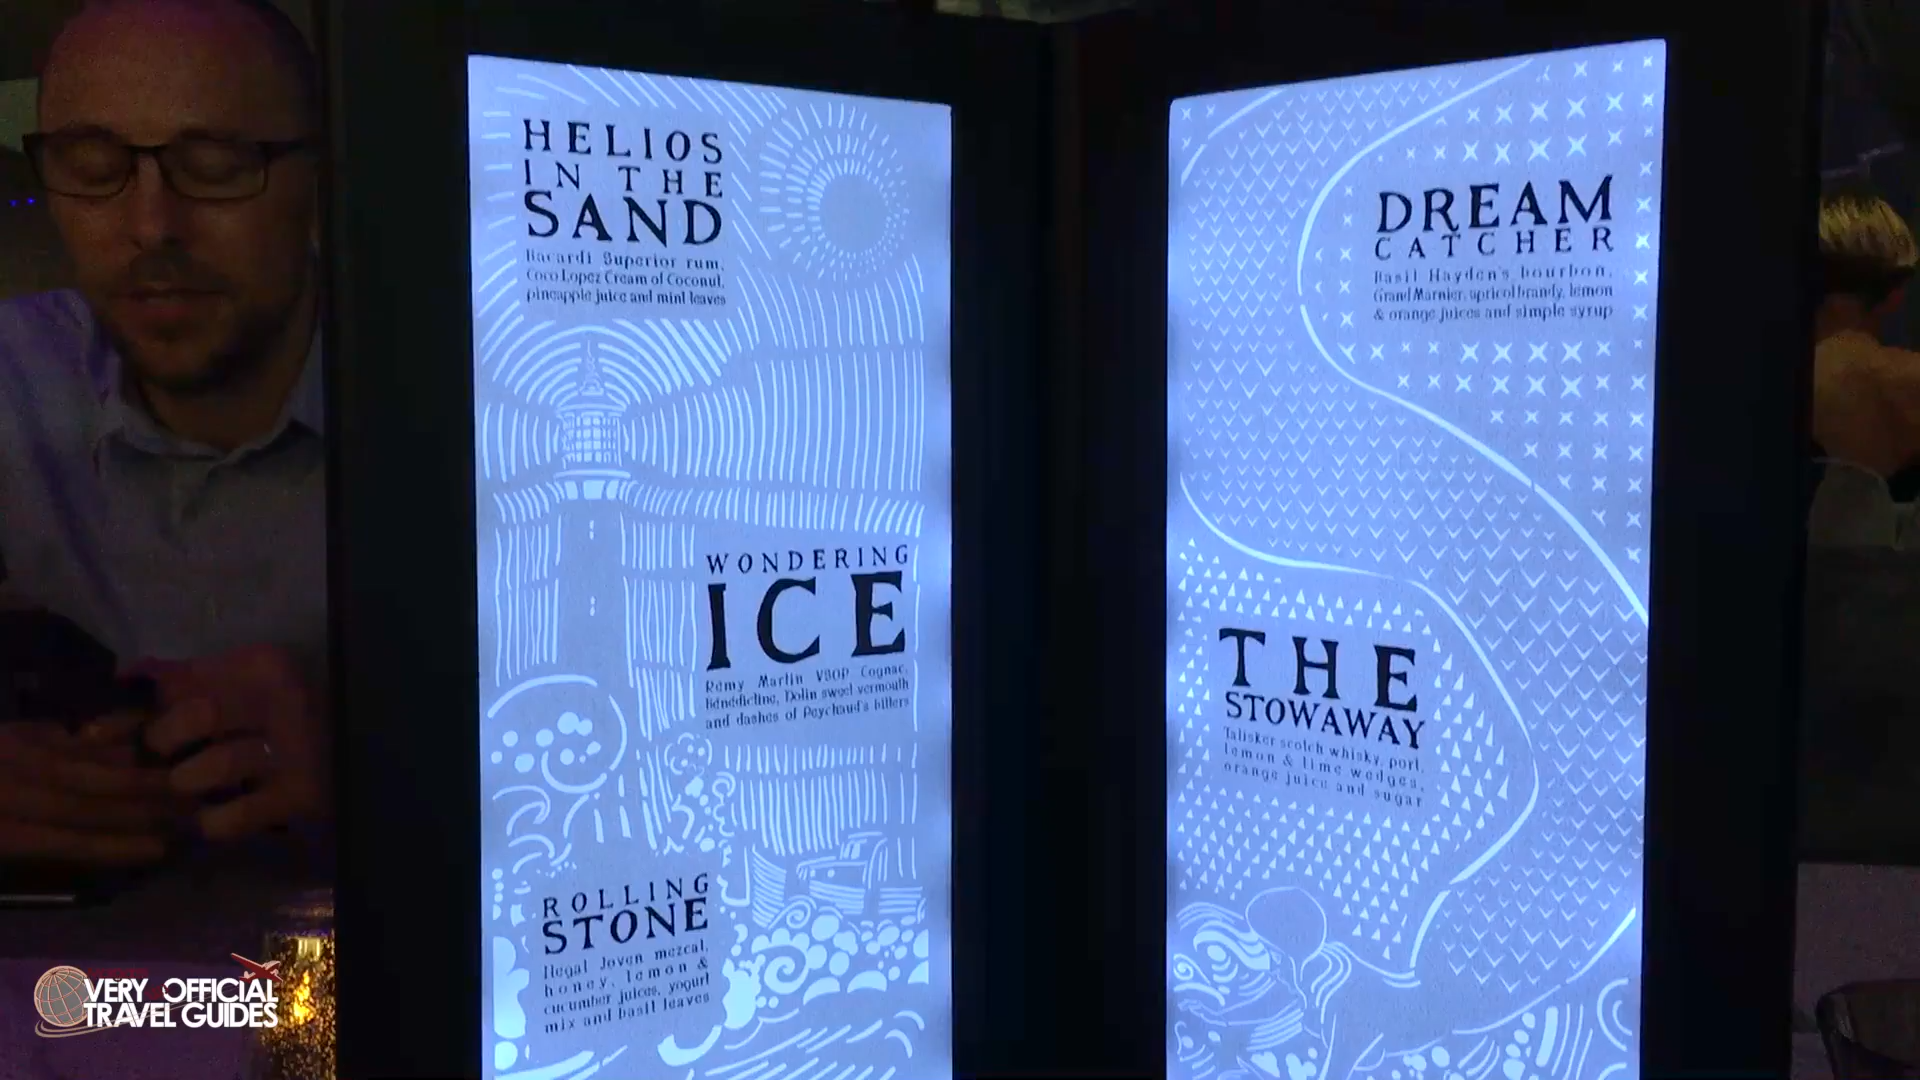 HELIOS
IN THE
SAND
Bacardi Superior rum,
Coco Lopez Cream of Coconut,
pineapple juice and mint leaves
WONDERING
ICE
Remy Martin VSOP Cognac,
Bénédictine, Dolin sweet vermouth
and dashes of Peychaud's bitters
ROLLING
STONE
Ilegal Joven mezcal,
honey, lemon &
cucumber juices, yogurt
mix and basil leaves
DREAM
CATCHER
Basil Hayden's bourbon,
Grand Marnier, apricot brandy, lemon
& orange juices and simple syrup
THE
STOWAWAY
Talisker scotch whisky, port,
lemon & lime wedges,
orange juice and sugar
VERY OFFICIAL
TRAVEL GUIDES